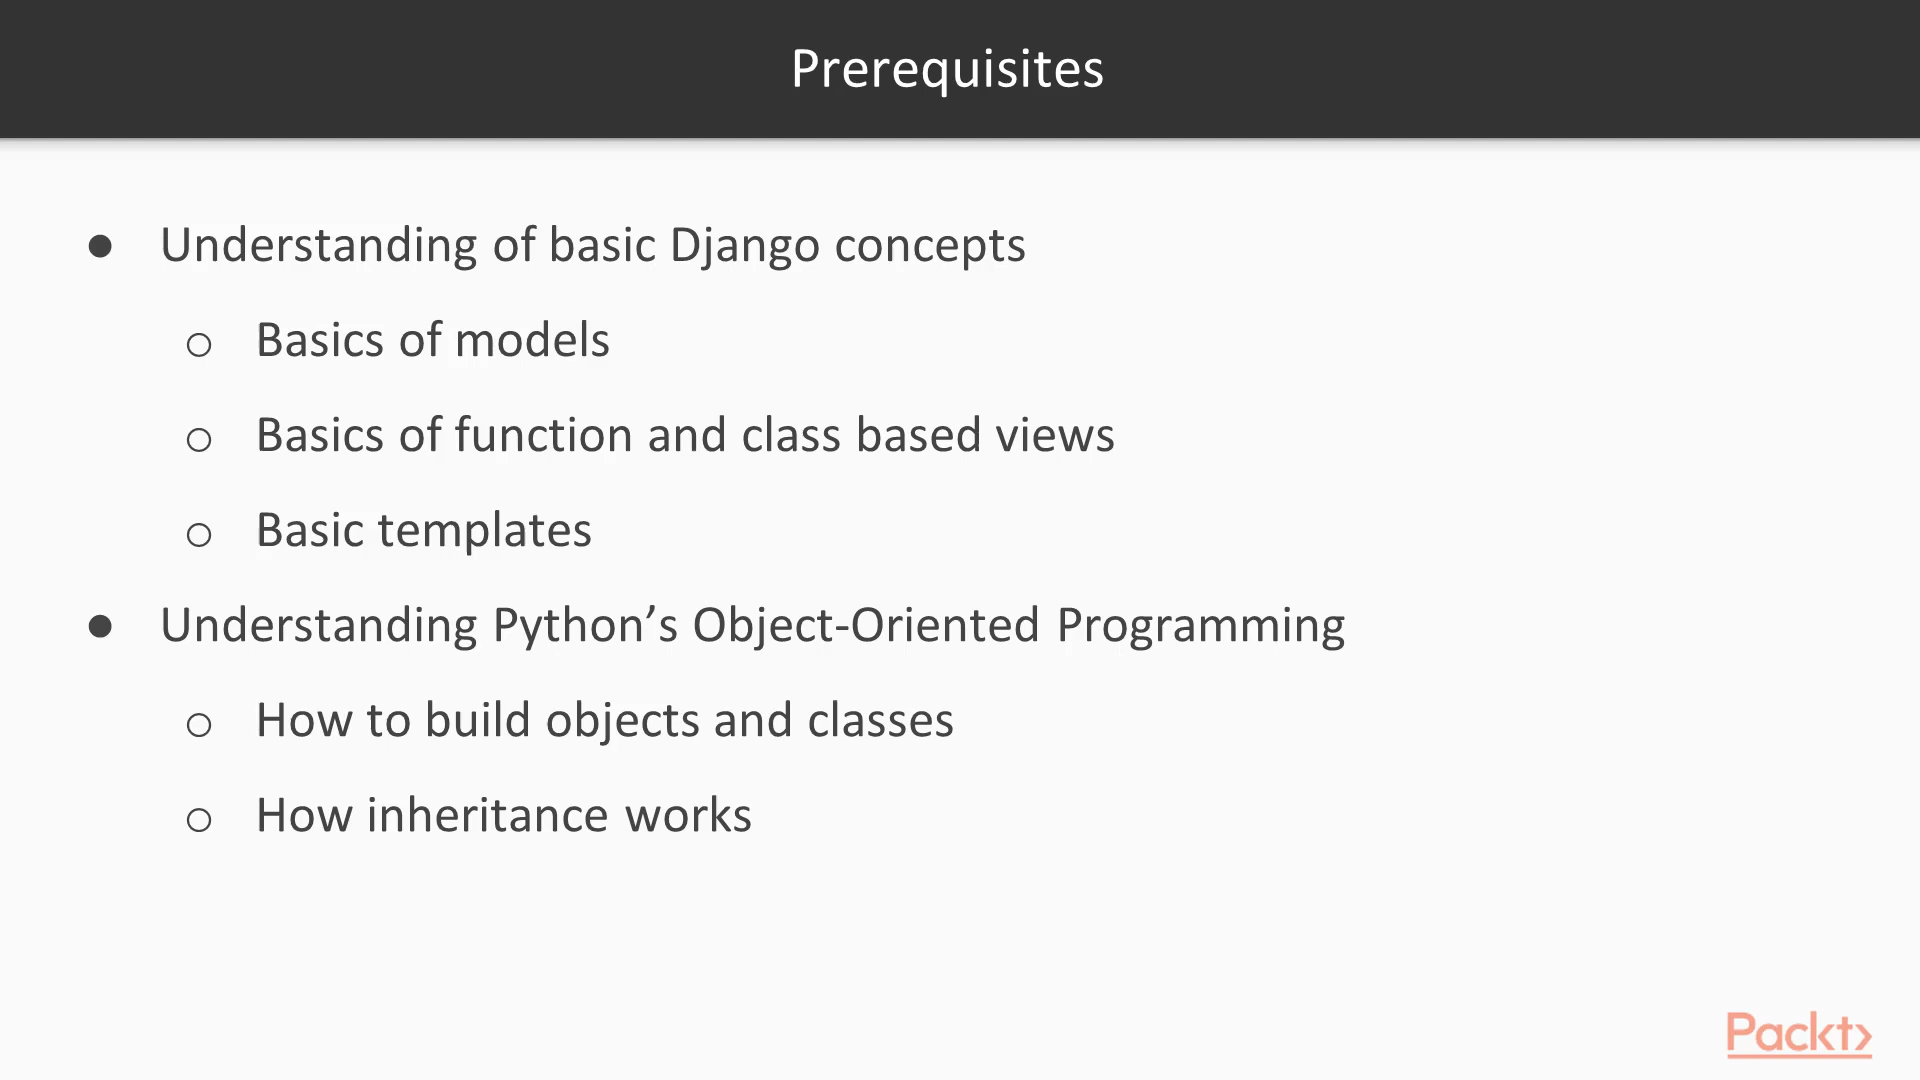 Prerequisites
● Understanding of basic Django concepts
○ Basics of models
○ Basics of function and class based views
○ Basic templates
● Understanding Python’s Object-Oriented Programming
○ How to build objects and classes
○ How inheritance works
Packt>